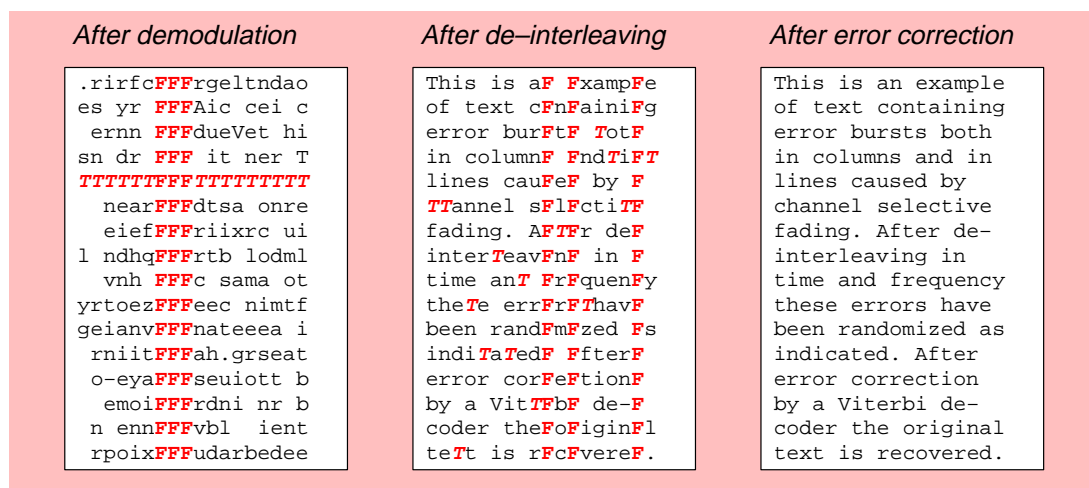 After demodulation
.rirfcFFFrgeltndao
es yr FFFAic cei c
ernn FFFdueVet hi
sn dr FFF it ner T
TTTTTTFFFTTTTTTTTT
nearFFFdtsa onre
eiefFFFriixrc ui
l ndhqFFFrtb lodml
vnh FFFc sama ot
yrtoezFFFeec nimtf
geianvFFFnateeea i
rniitFFFah.grseat
o-eyaFFFseuiott b
emoiFFFrdni nr b
n ennFFFvbl  ient
rpoixFFFudarbedee
After de–interleaving
This is aF FxampFe
of text cFnFainiFg
error burFtF TotF
in columnF FndTiFT
lines cauFeF by F
TTannel sFlFctiTF
fading. AFTFr deF
interTeavFnF in F
time anT FrFquenFy
theTe errFrFFThavF
been randFmFzed Fs
indiTaTedF FfterF
error corFeFtionF
by a VitTFbF de-F
coder theFoFiginFl
teTt is rFcFvereF.
After error correction
This is an example
of text containing
error bursts both
in columns and in
lines caused by
channel selective
fading. After de-
interleaving in
time and frequency
these errors have
been randomized as
indicated. After
error correction
by a Viterbi de-
coder the original
text is recovered.